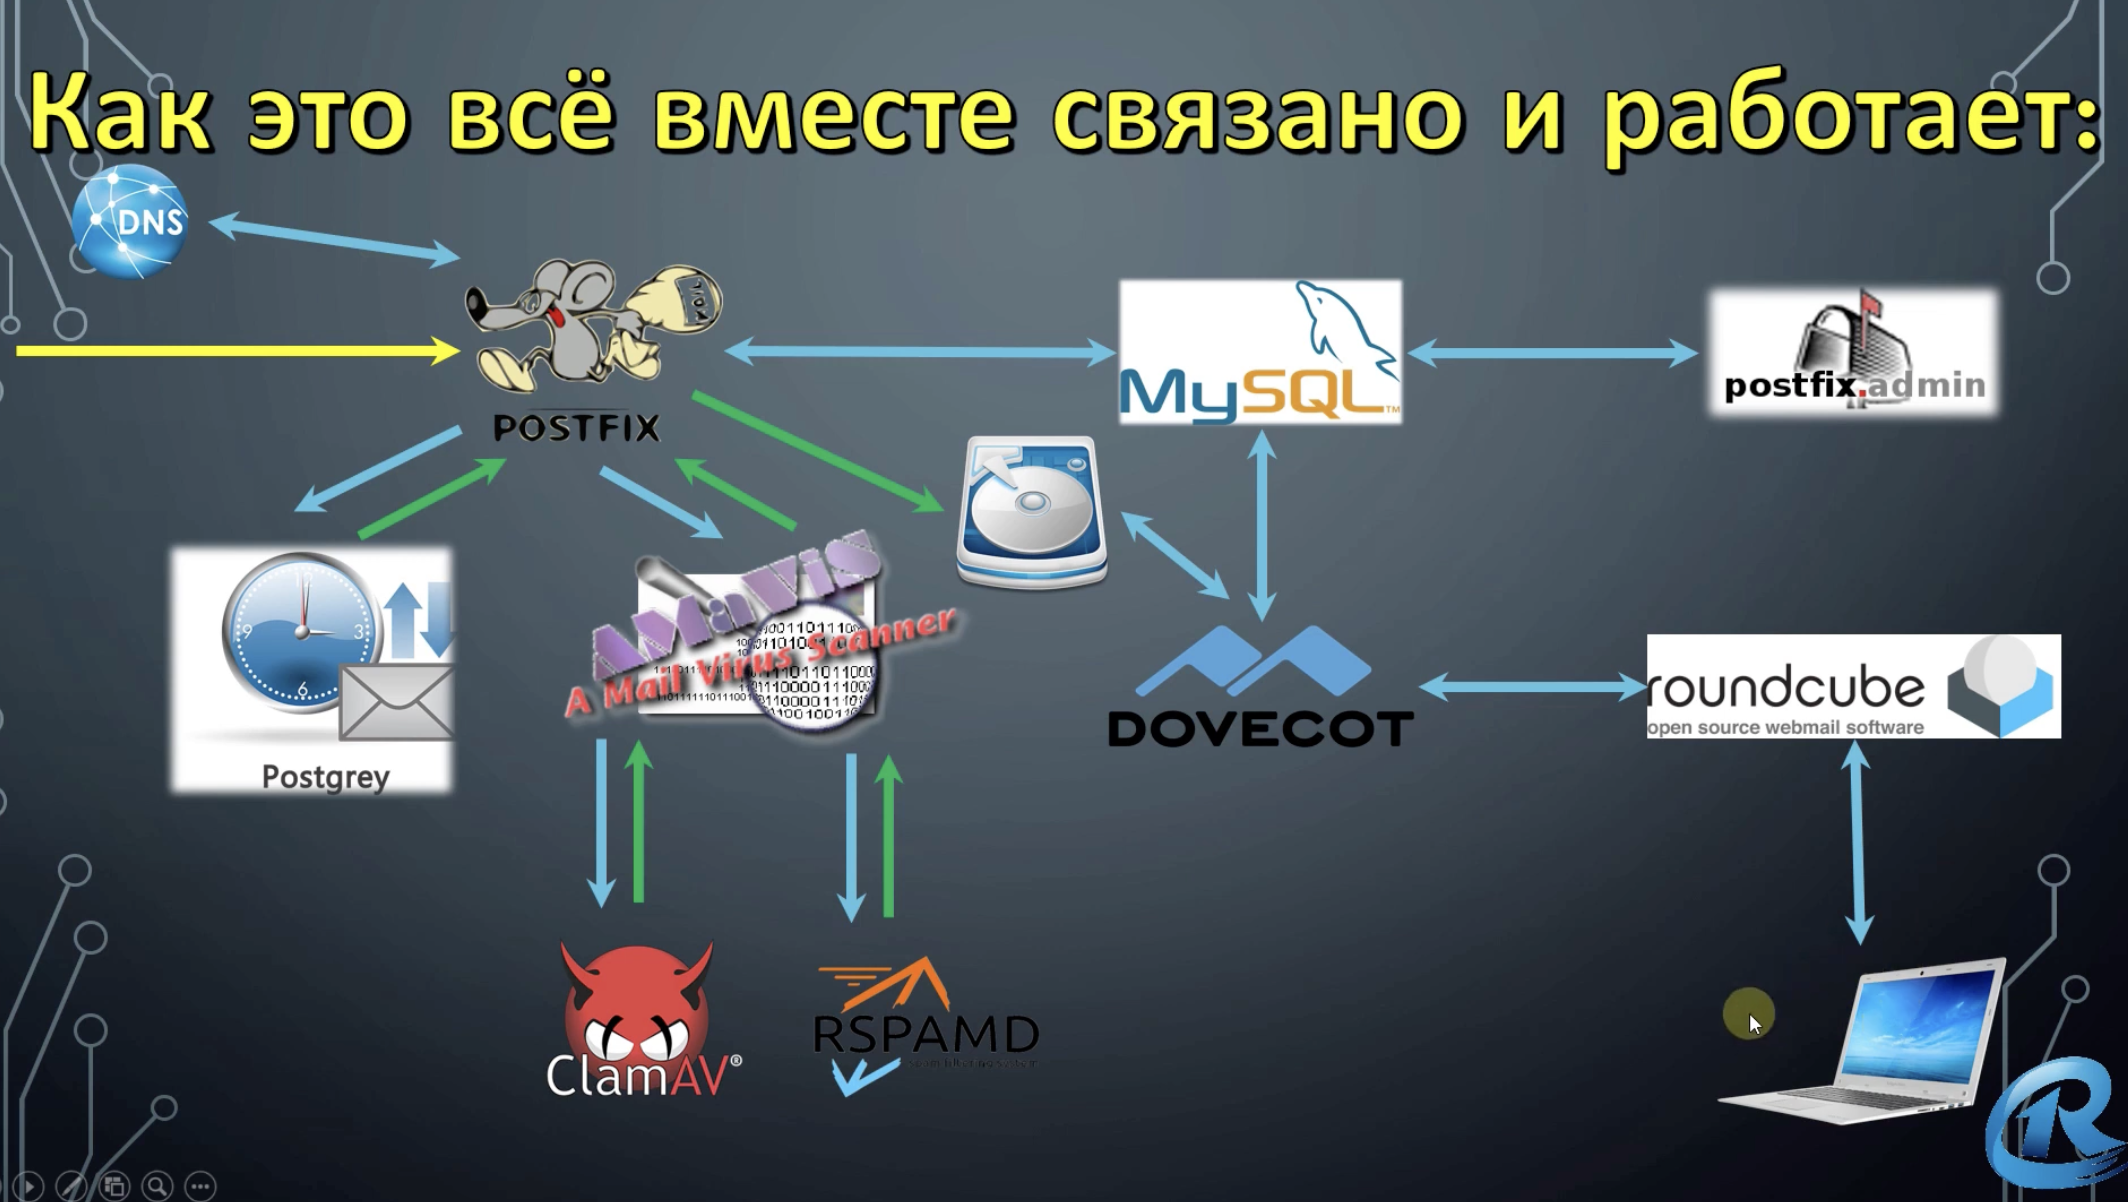 Как это всё вместе связано и работает:
DNS
POSTFIX
MySQL™
postfix.admin
Postgrey
AMaViS
A Mail Virus Scanner
DOVECOT
roundcube
open source webmail software
ClamAV®
RSPAMD
R